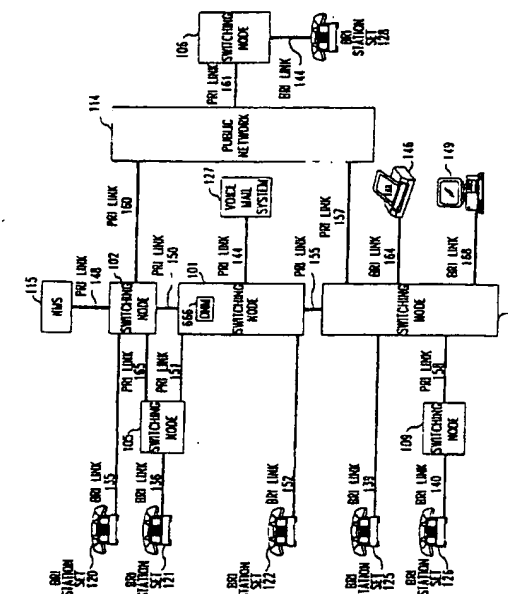 BRI
STATION
SET
126
BRI
STATION
SET
125
BRI
STATION
SET
122
BRI
STATION
SET
121
BRI
STATION
SET
120
BRI LINK
140
BRI LINK
139
BRI LINK
152
BRI LINK
156
BRI LINK
155
109
SWITCHING
NODE
105
SWITCHING
NODE
PRI LINK
158
PRI LINK
151
PRI LINK
165
SWITCHING
NODE
SWITCHING
NODE
101
666
DNM
SWITCHING
NODE
102
PRI LINK
155
PRI LINK
150
PRI LINK
148
NMS
115
BRI LINK
168
BRI LINK
164
PRI LINK
157
PRI LINK
144
PRI LINK
160
149
146
VOICE
MAIL
SYSTEM
127
PUBLIC
NETWORK
114
PRI LINK
161
SWITCHING
NODE
106
BRI LINK
144
BRI
STATION
SET
128